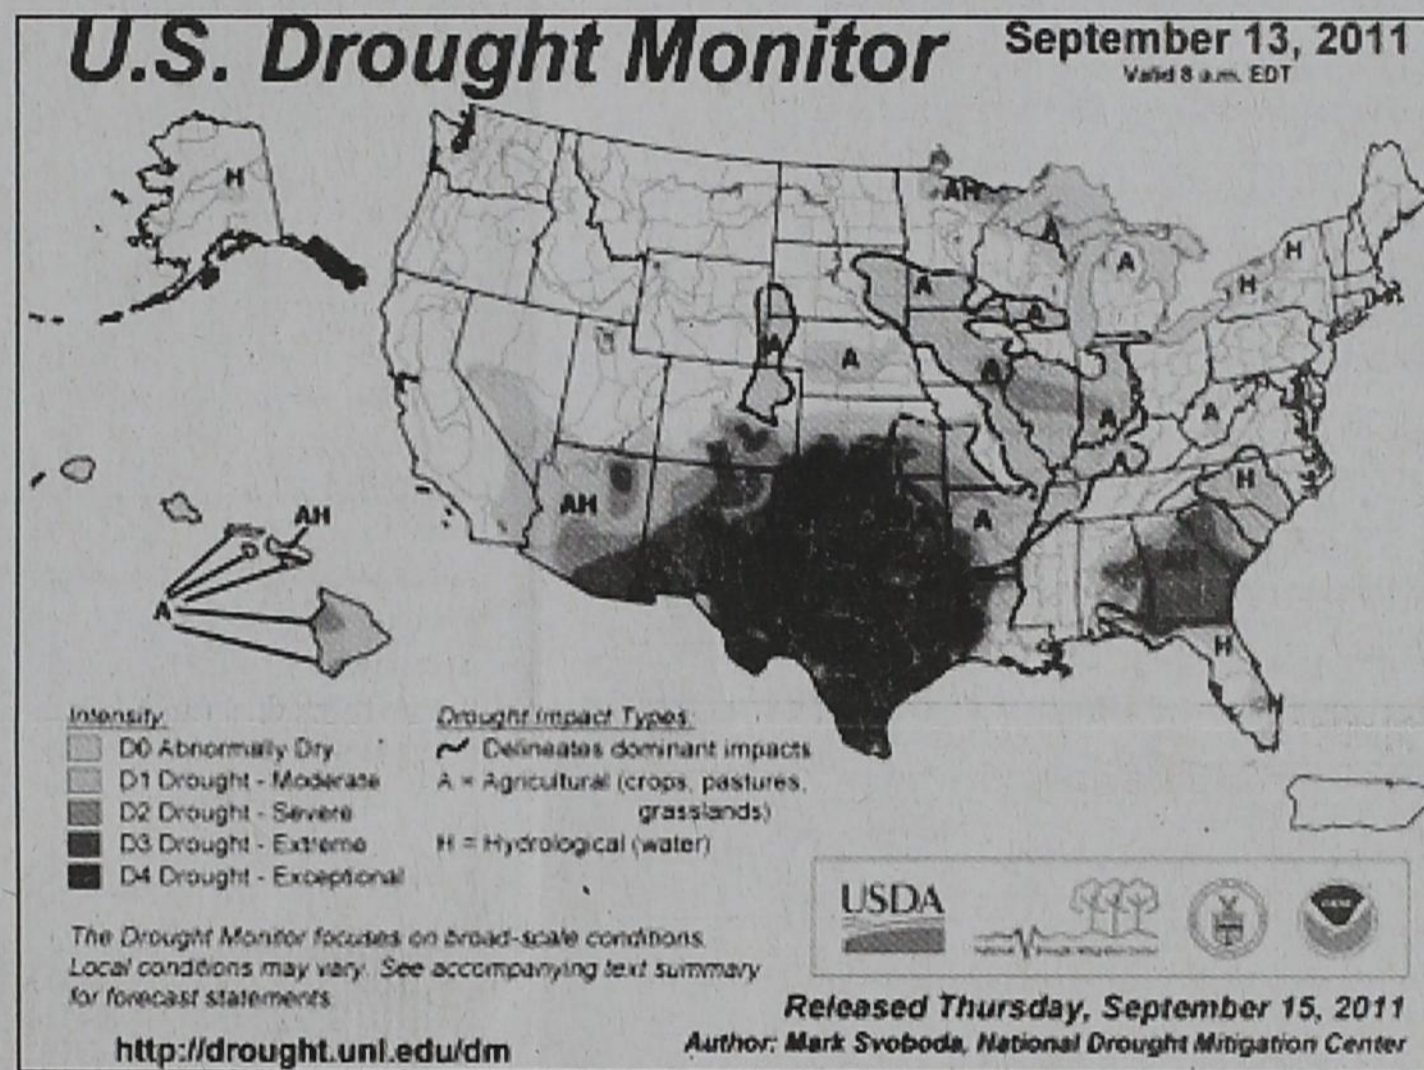 U.S. Drought Monitor
September 13, 2011
Valid 8 a.m. EDT
H
AH
A
A
H
H
A
A
A
A
A
A
A
A
H
AH
A
AH
A
H
H
Intensity:
D0 Abnormally Dry
D1 Drought - Moderate
D2 Drought - Severe
D3 Drought - Extreme
D4 Drought - Exceptional
Drought Impact Types:
Delineates dominant impacts
A = Agricultural (crops, pastures,
grasslands)
H = Hydrological (water)
USDA
The Drought Monitor focuses on broad-scale conditions.
Local conditions may vary. See accompanying text summary
for forecast statements.
http://drought.unl.edu/dm
Released Thursday, September 15, 2011
Author: Mark Svoboda, National Drought Mitigation Center